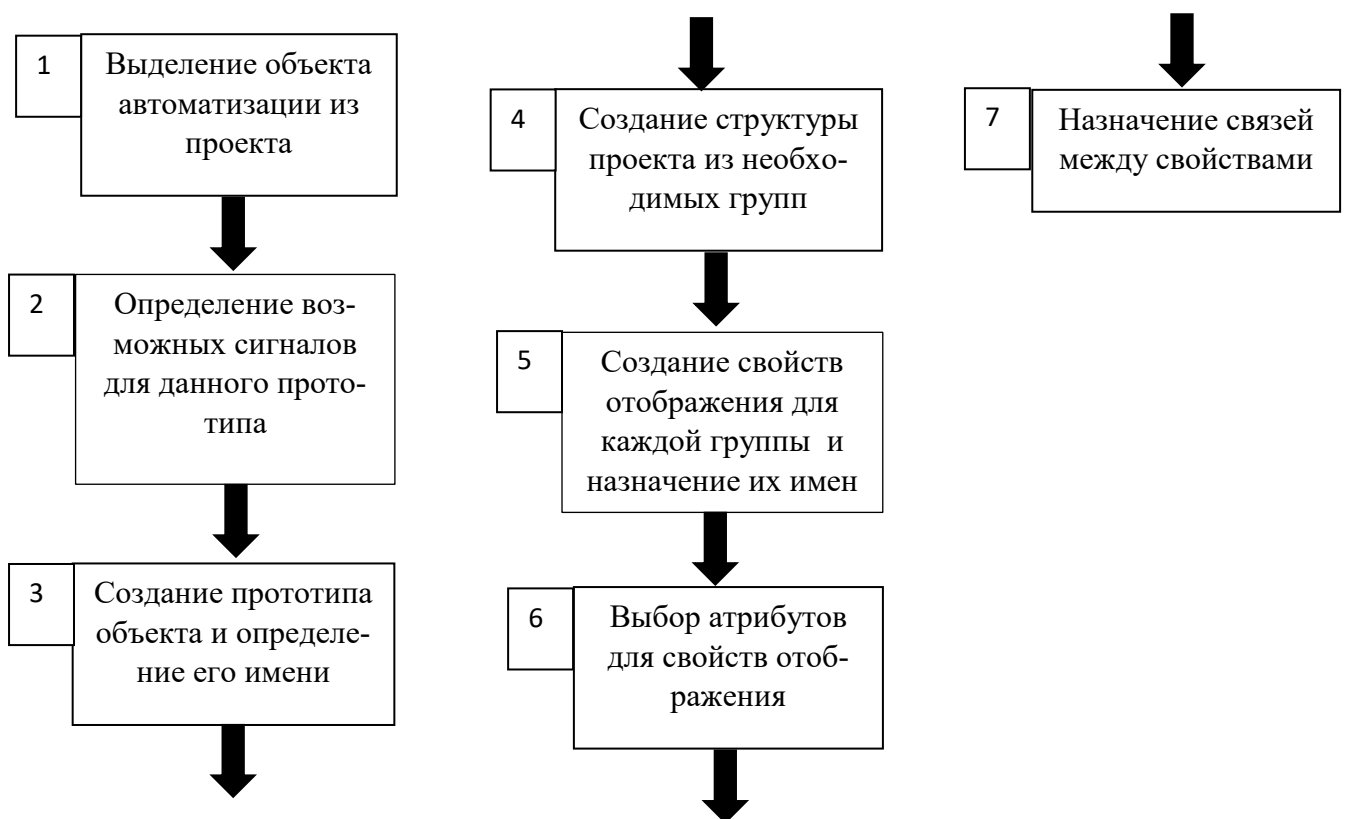 1
Выделение объекта
автоматизации из
проекта
2
Определение воз-
можных сигналов
для данного прото-
типа
3
Создание прототипа
объекта и определе-
ние его имени
4
Создание структуры
проекта из необхо-
димых групп
5
Создание свойств
отображения для
каждой группы и
назначение их имен
6
Выбор атрибутов
для свойств отоб-
ражения
7
Назначение связей
между свойствами